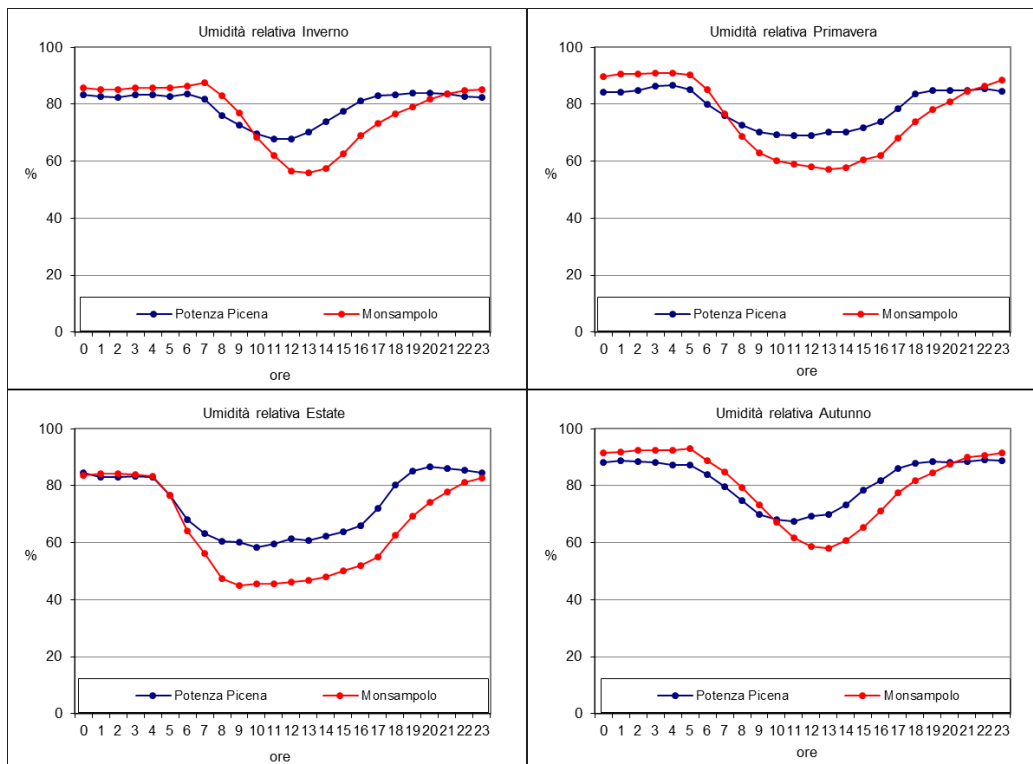 Umidità relativa Inverno
100
80
60
%
40
20
0
Potenza Picena Monsampolo
0 1 2 3 4 5 6 7 8 9 10 11 12 13 14 15 16 17 18 19 20 21 22 23
ore
Umidità relativa Primavera
100
80
60
%
40
20
0
Potenza Picena Monsampolo
0 1 2 3 4 5 6 7 8 9 10 11 12 13 14 15 16 17 18 19 20 21 22 23
ore
Umidità relativa Estate
100
80
60
%
40
20
0
Potenza Picena Monsampolo
0 1 2 3 4 5 6 7 8 9 10 11 12 13 14 15 16 17 18 19 20 21 22 23
ore
Umidità relativa Autunno
100
80
60
%
40
20
0
Potenza Picena Monsampolo
0 1 2 3 4 5 6 7 8 9 10 11 12 13 14 15 16 17 18 19 20 21 22 23
ore